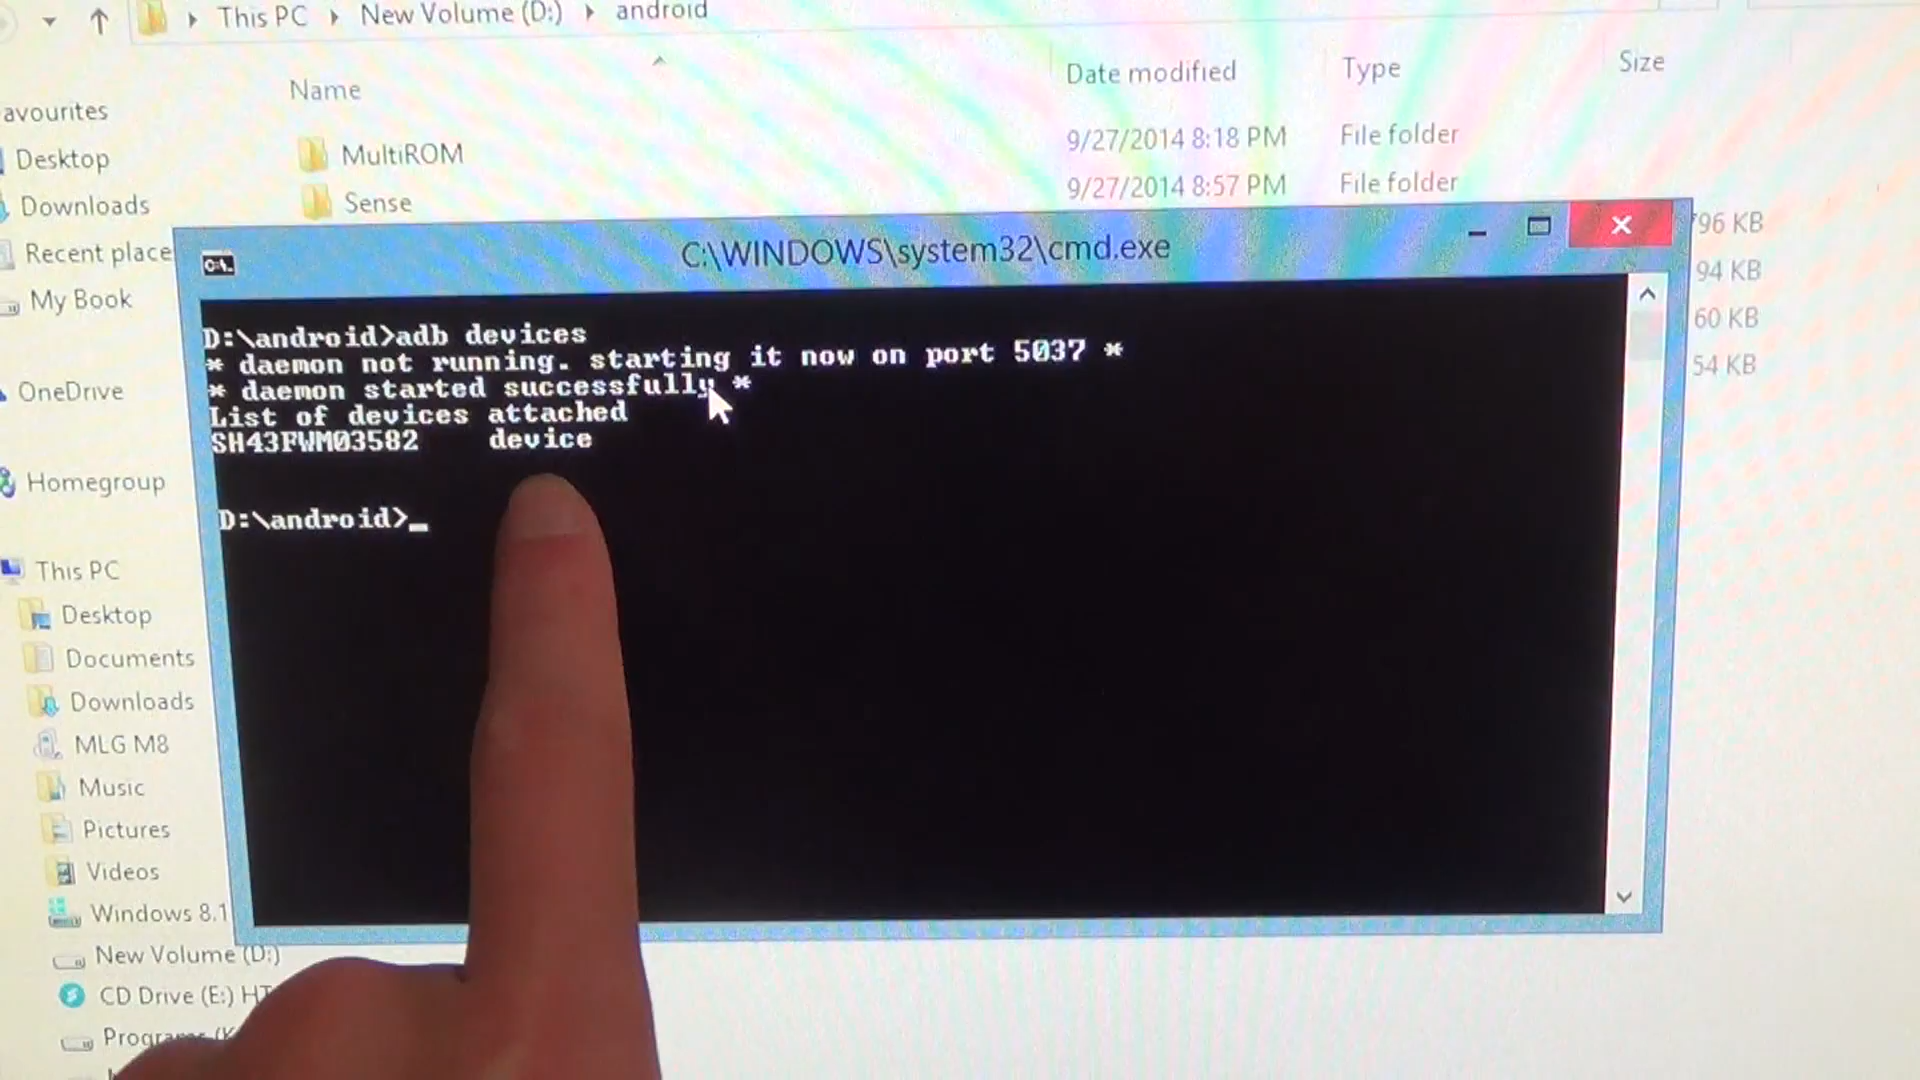 This PC New Volume (D:) android
Name Date modified Type Size
avourites
MultiROM 9/27/2014 8:18 PM File folder
Desktop
Sense 9/27/2014 8:57 PM File folder
Downloads
96 KB
Recent place
C:\WINDOWS\system32\cmd.exe
94 KB
My Book
60 KB
54 KB
D:\android>adb devices
* daemon not running. starting it now on port 5037 *
* daemon started successfully *
List of devices attached
SH43FWM03582 device
D:\android>_
OneDrive
Homegroup
This PC
Desktop
Documents
Downloads
MLG M8
Music
Pictures
Videos
Windows 8.1
New Volume (D:)
CD Drive (E:) HT
Programs (K